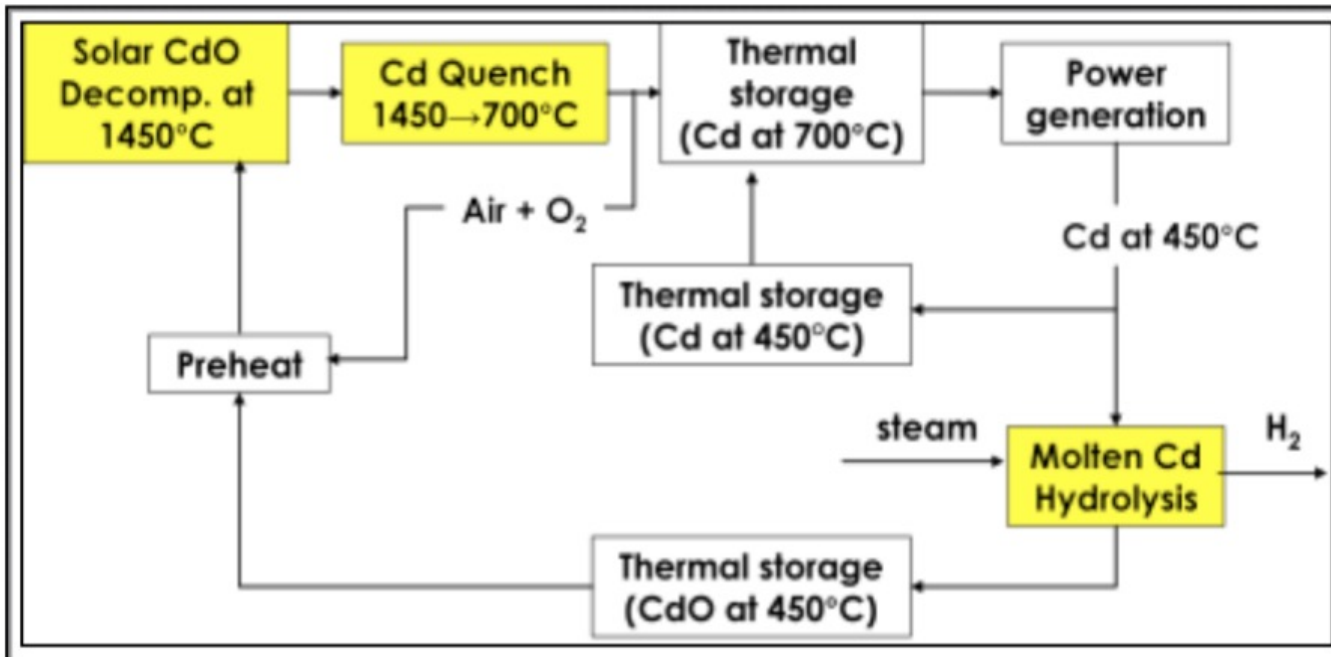 Solar CdO
Decomp. at
1450°C
Cd Quench
1450→700°C
Thermal
storage
(Cd at 700°C)
Power
generation
Air + O₂
Cd at 450°C
Thermal storage
(Cd at 450°C)
Preheat
steam
Molten Cd
Hydrolysis
H₂
Thermal storage
(CdO at 450°C)